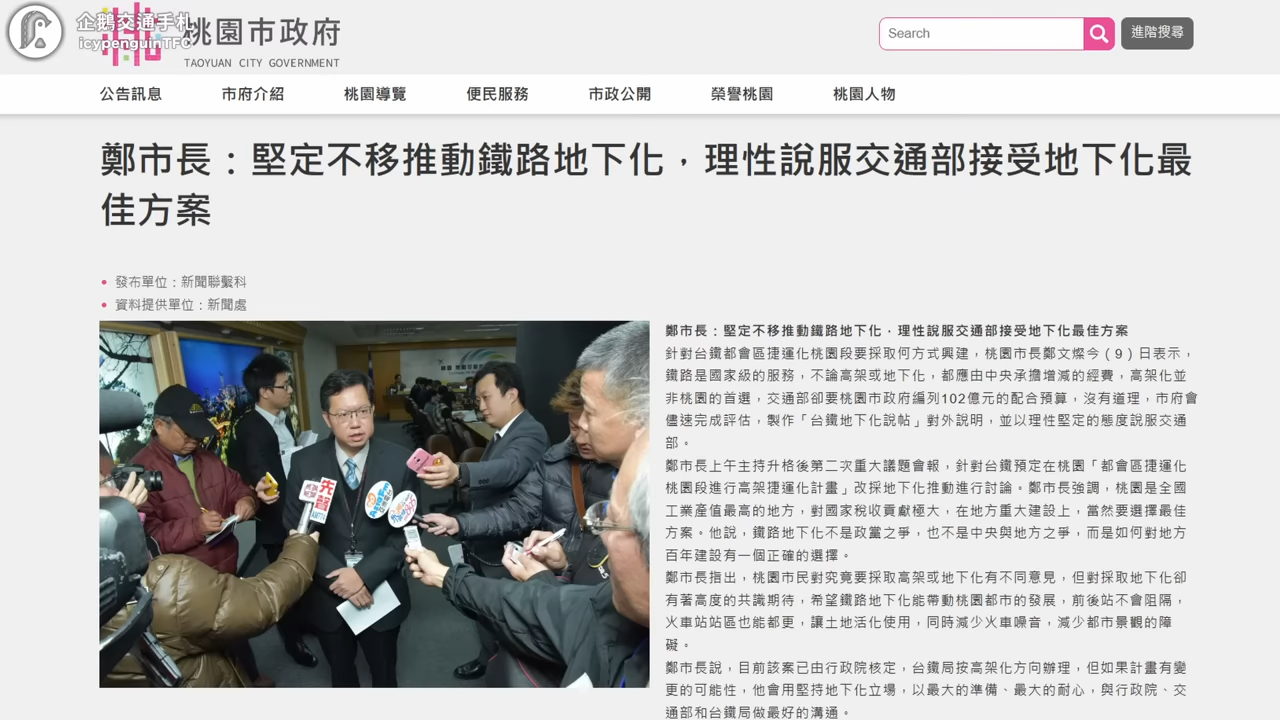 企鵝交通手札
icypenguinTFC
桃園市政府
TAOYUAN CITY GOVERNMENT
Search
進階搜尋
公告訊息
市府介紹
桃園導覽
便民服務
市政公開
榮譽桃園
桃園人物
鄭市長：堅定不移推動鐵路地下化，理性說服交通部接受地下化最
佳方案
發布單位：新聞聯繫科
資料提供單位：新聞處
鄭市長：堅定不移推動鐵路地下化，理性說服交通部接受地下化最佳方案
針對台鐵都會區捷運化桃園段要採取何方式興建，桃園市長鄭文燦今（9）日表示，
鐵路是國家級的服務，不論高架或地下化，都應由中央承擔增減的經費，高架化並
非桃園的首選，交通部卻要桃園市政府編列102億元的配合預算，沒有道理，市府會
儘速完成評估，製作「台鐵地下化說帖」對外說明，並以理性堅定的態度說服交通
部。
鄭市長上午主持升格後第二次重大議題會報，針對台鐵預定在桃園「都會區捷運化
桃園段進行高架捷運化計畫」改採地下化推動進行討論。鄭市長強調，桃園是全國
工業產值最高的地方，對國家稅收貢獻極大，在地方重大建設上，當然要選擇最佳
方案。他說，鐵路地下化不是政黨之爭，也不是中央與地方之爭，而是如何對地方
百年建設有一個正確的選擇。
鄭市長指出，桃園市民對究竟要採取高架或地下化有不同意見，但對採取地下化卻
有著高度的共識期待，希望鐵路地下化能帶動桃園都市的發展，前後站不會阻隔，
火車站站區也能都更，讓土地活化使用，同時減少火車噪音，減少都市景觀的障
礙。
鄭市長說，目前該案已由行政院核定，台鐵局按高架化方向辦理，但如果計畫有變
更的可能性，他會用堅持地下化立場，以最大的準備、最大的耐心，與行政院、交
通部和台鐵局做最好的溝通。
先聲